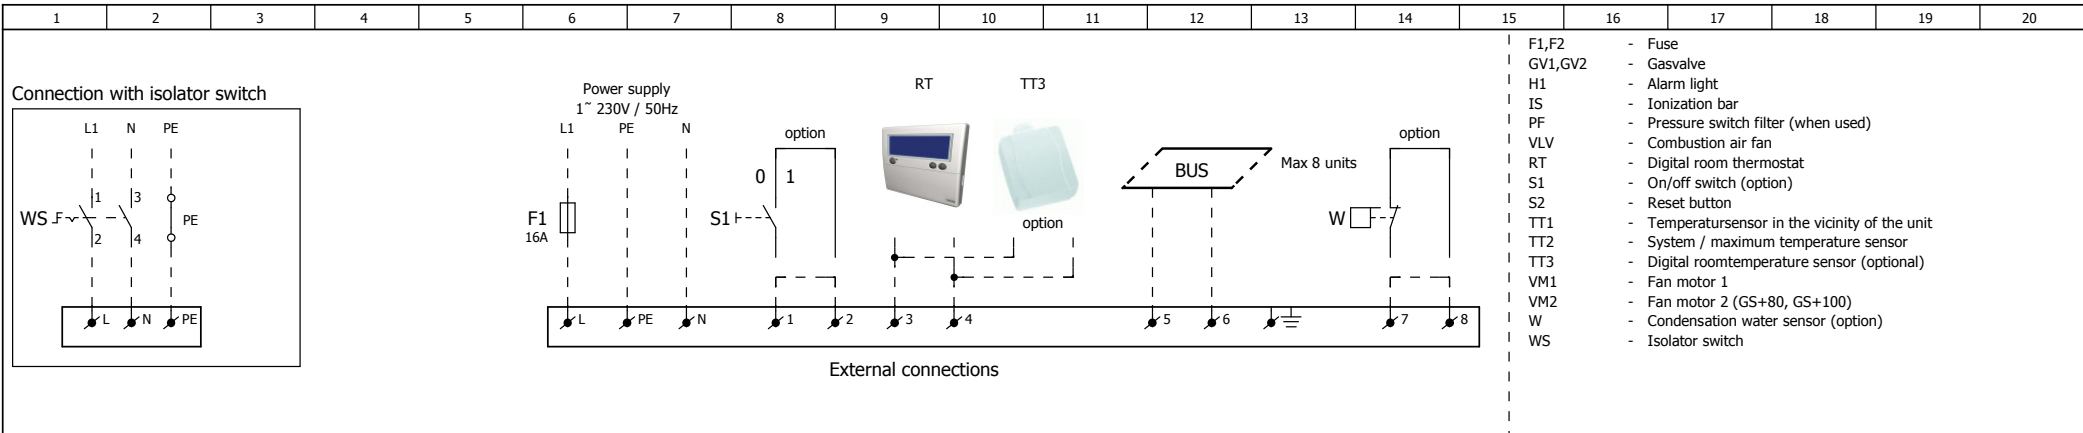 1 2 3 4 5 6 7 8 9 10 11 12 13 14 15 16 17 18 19 20
Connection with isolator switch
L1 N PE
1 3
WS PE
2 4
L N PE
Power supply
1~ 230V / 50Hz
L1 PE N
F1
16A
option
0 1
S1
RT TT3
option
BUS Max 8 units
option
W
L PE N 1 2 3 4 5 6 7 8
External connections
F1,F2 - Fuse
GV1,GV2 - Gasvalve
H1 - Alarm light
IS - Ionization bar
PF - Pressure switch filter (when used)
VLV - Combustion air fan
RT - Digital room thermostat
S1 - On/off switch (option)
S2 - Reset button
TT1 - Temperatursensor in the vicinity of the unit
TT2 - System / maximum temperature sensor
TT3 - Digital roomtemperature sensor (optional)
VM1 - Fan motor 1
VM2 - Fan motor 2 (GS+80, GS+100)
W - Condensation water sensor (option)
WS - Isolator switch